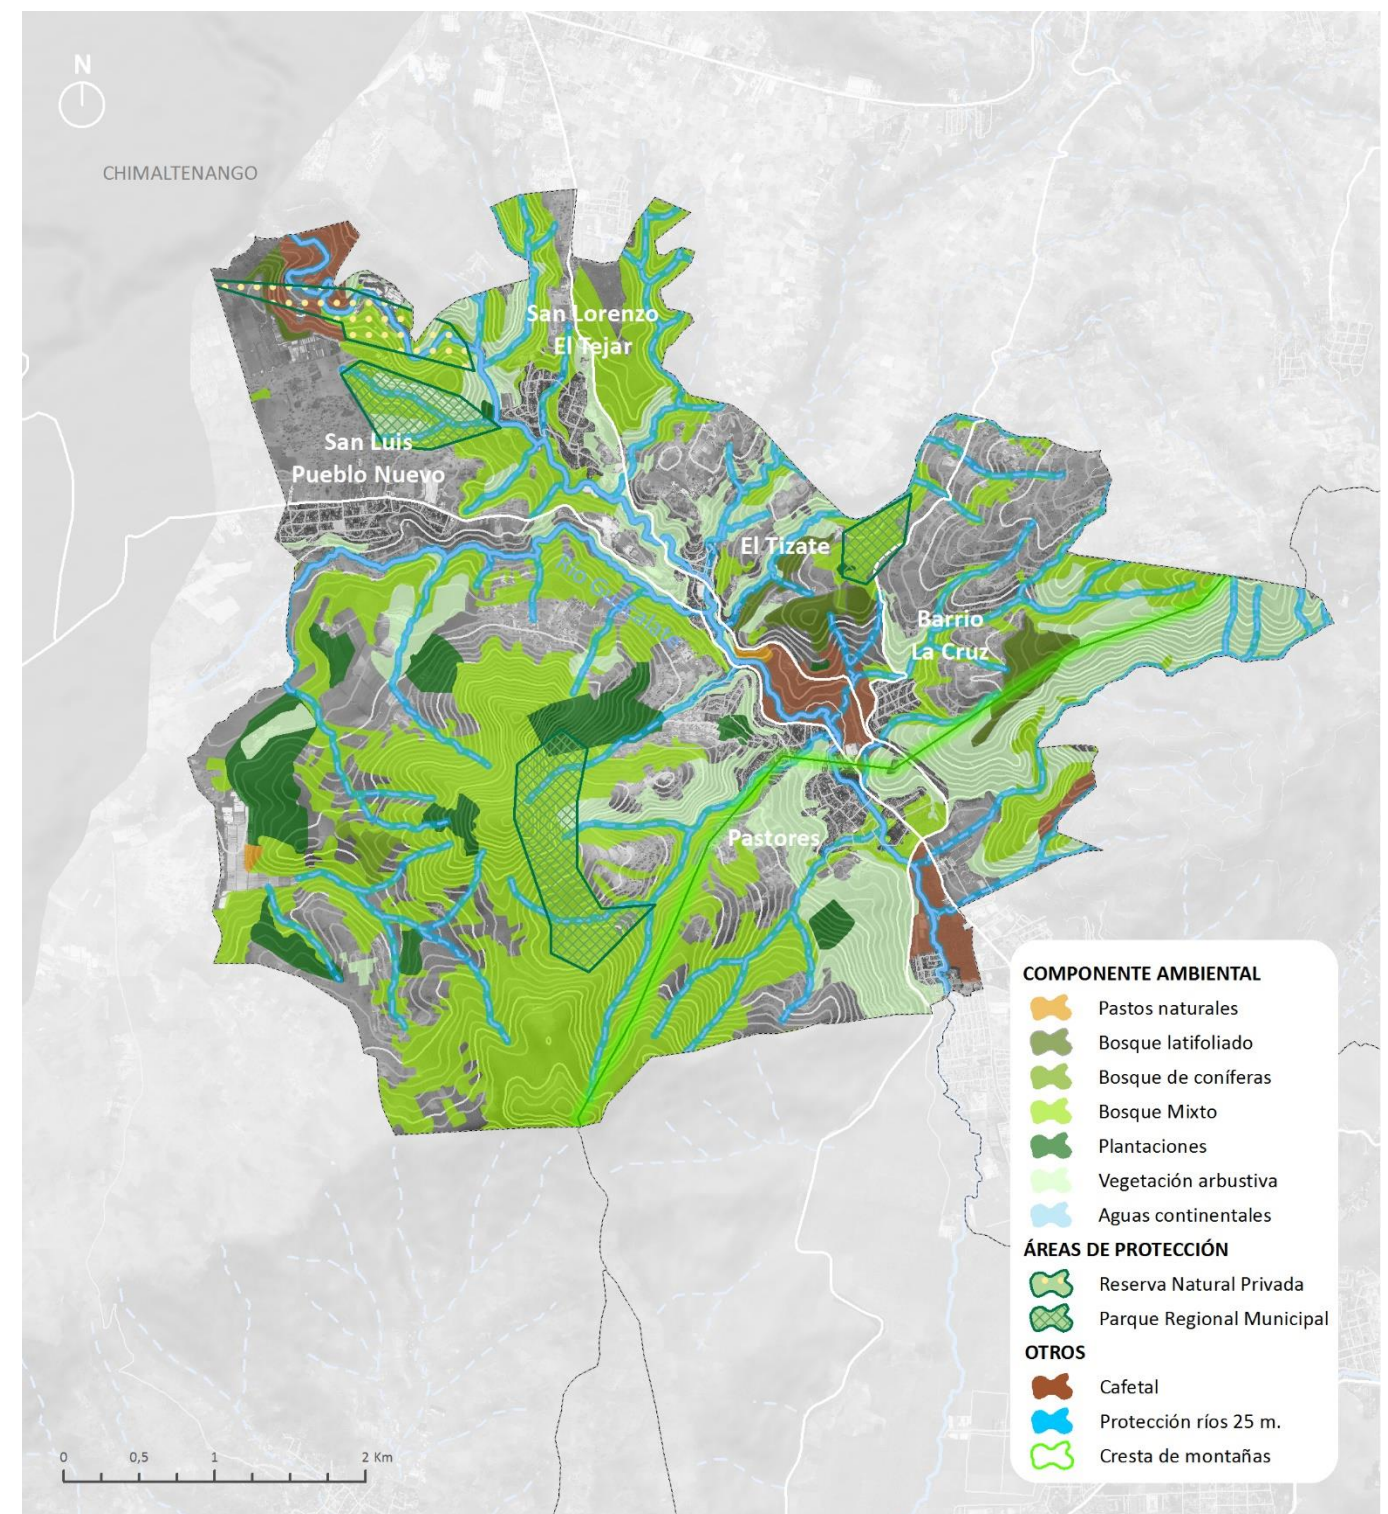 N
CHIMALTENANGO
San Lorenzo
El Tejar
San Luis
Pueblo Nuevo
El Tizate
Río Guacalate
Barrio
La Cruz
Pastores
COMPONENTE AMBIENTAL
Pastos naturales
Bosque latifoliado
Bosque de coníferas
Bosque Mixto
Plantaciones
Vegetación arbustiva
Aguas continentales
ÁREAS DE PROTECCIÓN
Reserva Natural Privada
Parque Regional Municipal
OTROS
Cafetal
Protección ríos 25 m.
Cresta de montañas
0 0,5 1 2 Km